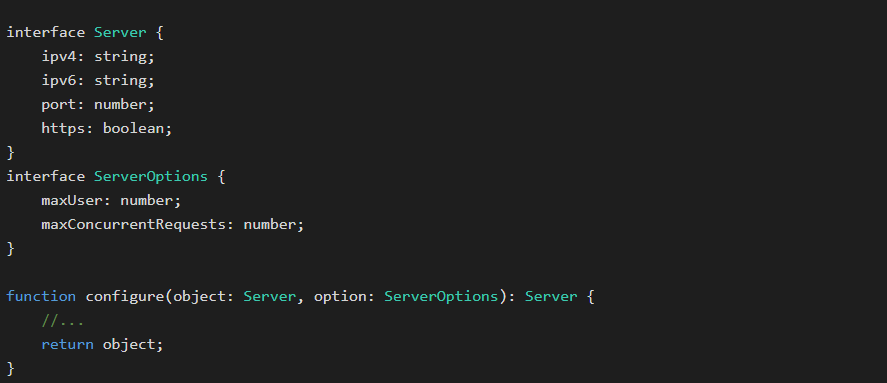 interface Server {
    ipv4: string;
    ipv6: string;
    port: number;
    https: boolean;
}
interface ServerOptions {
    maxUser: number;
    maxConcurrentRequests: number;
}

function configure(object: Server, option: ServerOptions): Server {
    //...
    return object;
}